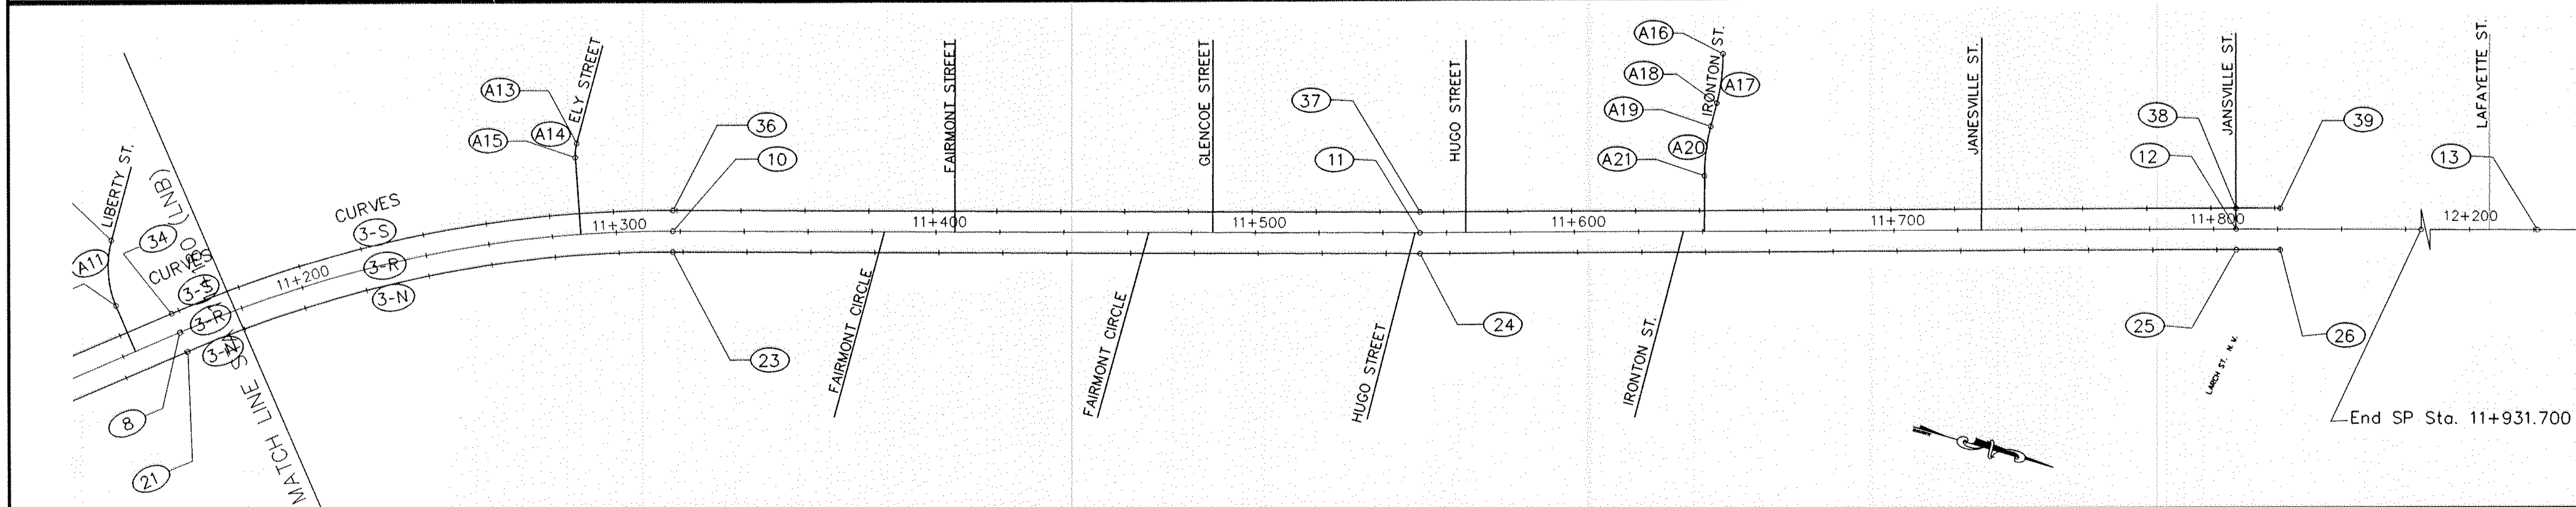 LIBERTY ST.
A11
34
CURVES
3-S
3-R
3-N
8
21
MATCH LINE
(LNB)
CURVES
3-S
3-R
3-N
11+200
A13
A14
A15
ELY STREET
11+300
36
10
23
FAIRMONT STREET
11+400
FAIRMONT CIRCLE
GLENCOE STREET
11+500
FAIRMONT CIRCLE
37
11
24
HUGO STREET
HUGO STREET
11+600
A16
A18
A17
A19
A20
A21
IRONTON ST.
IRONTON ST.
11+700
JANESVILLE ST.
JANSVILLE ST.
38
12
39
11+800
25
26
LARCH ST. N.W.
LAFAYETTE ST.
12+200
13
End SP Sta. 11+931.700